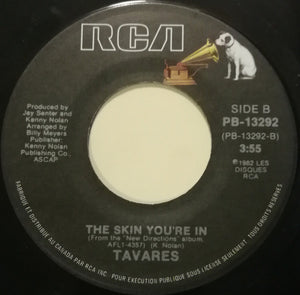 RCA
Produced by
Jay Senter and
Kenny Nolan
Arranged by
Billy Meyers
Publisher:
Kenny Nolan
Publishing Co.,
ASCAP
SIDE B
PB-13292
(PB-13292-B)
3:55
℗1982 LES
DISQUES
RCA
THE SKIN YOU'RE IN
(From the "New Directions" album,
AFL1-4357) (K. Nolan)
TAVARES
FABRIQUÉ ET DISTRIBUÉ AU CANADA PAR RCA INC. POUR EXÉCUTION PUBLIQUE SOUS LICENSE SEULEMENT. TOUS DROITS RÉSERVÉS.